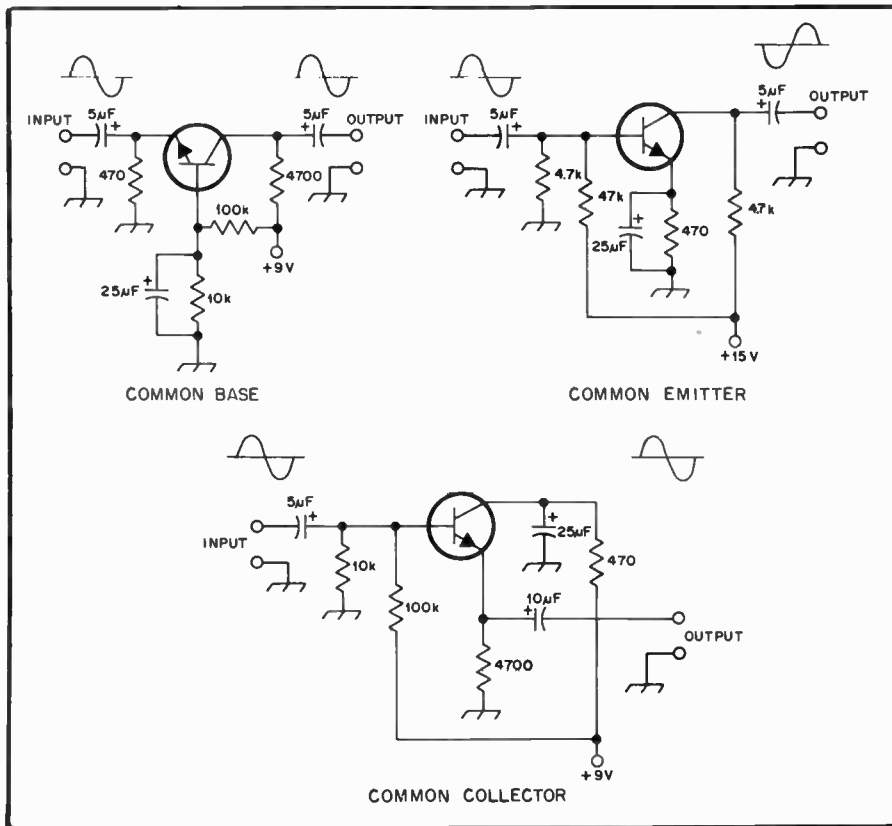 5µF
INPUT
470
5µF
OUTPUT
4700
100k
+9V
25µF
10k
COMMON BASE
INPUT
5µF
4.7k
47k
25µF
470
5µF
OUTPUT
4.7k
+15V
COMMON EMITTER
5µF
INPUT
10k
100k
25µF
470
10µF
OUTPUT
4700
+9V
COMMON COLLECTOR